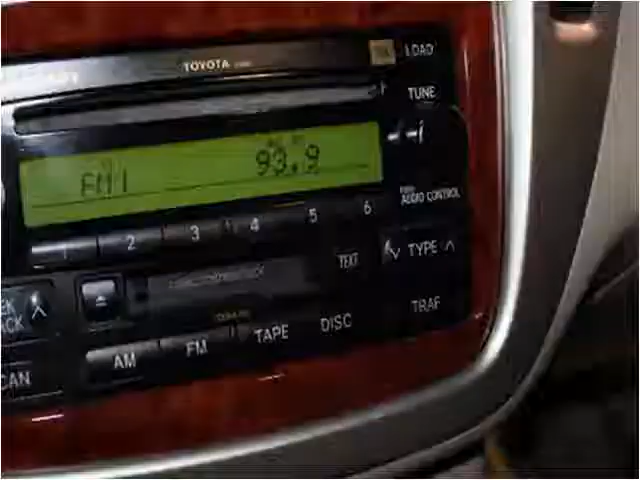 TOYOTA
LOAD
TUNE
FM1 93.9
AUDIO CONTROL
1 2 3 4 5 6
TEXT
TYPE
TRAF
AM FM TAPE DISC